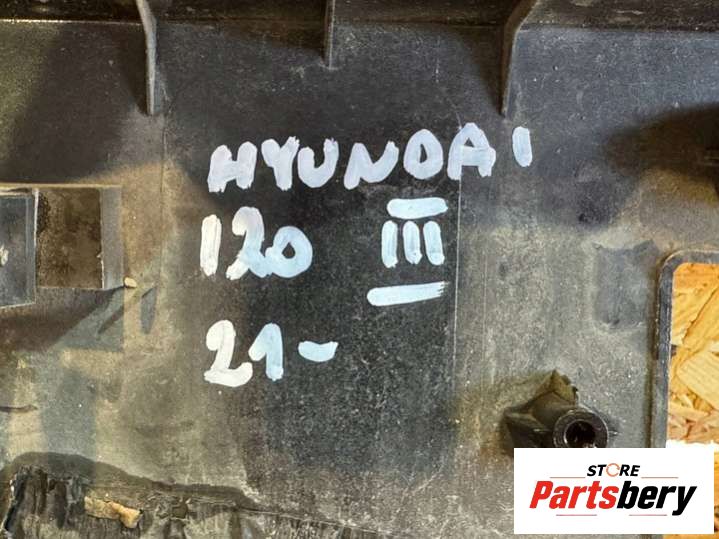 HYUNDAI
I20 III
21-
STORE
Partsbery